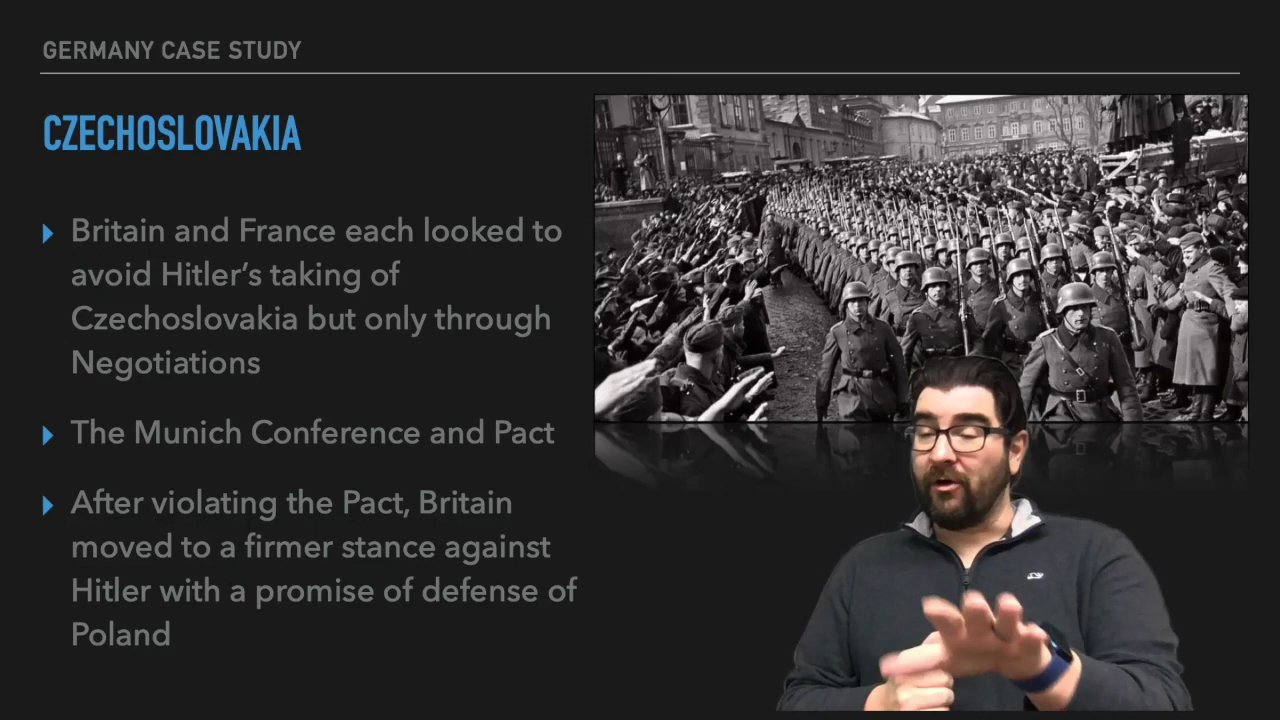 GERMANY CASE STUDY
CZECHOSLOVAKIA
Britain and France each looked to
avoid Hitler’s taking of
Czechoslovakia but only through
Negotiations
The Munich Conference and Pact
After violating the Pact, Britain
moved to a firmer stance against
Hitler with a promise of defense of
Poland